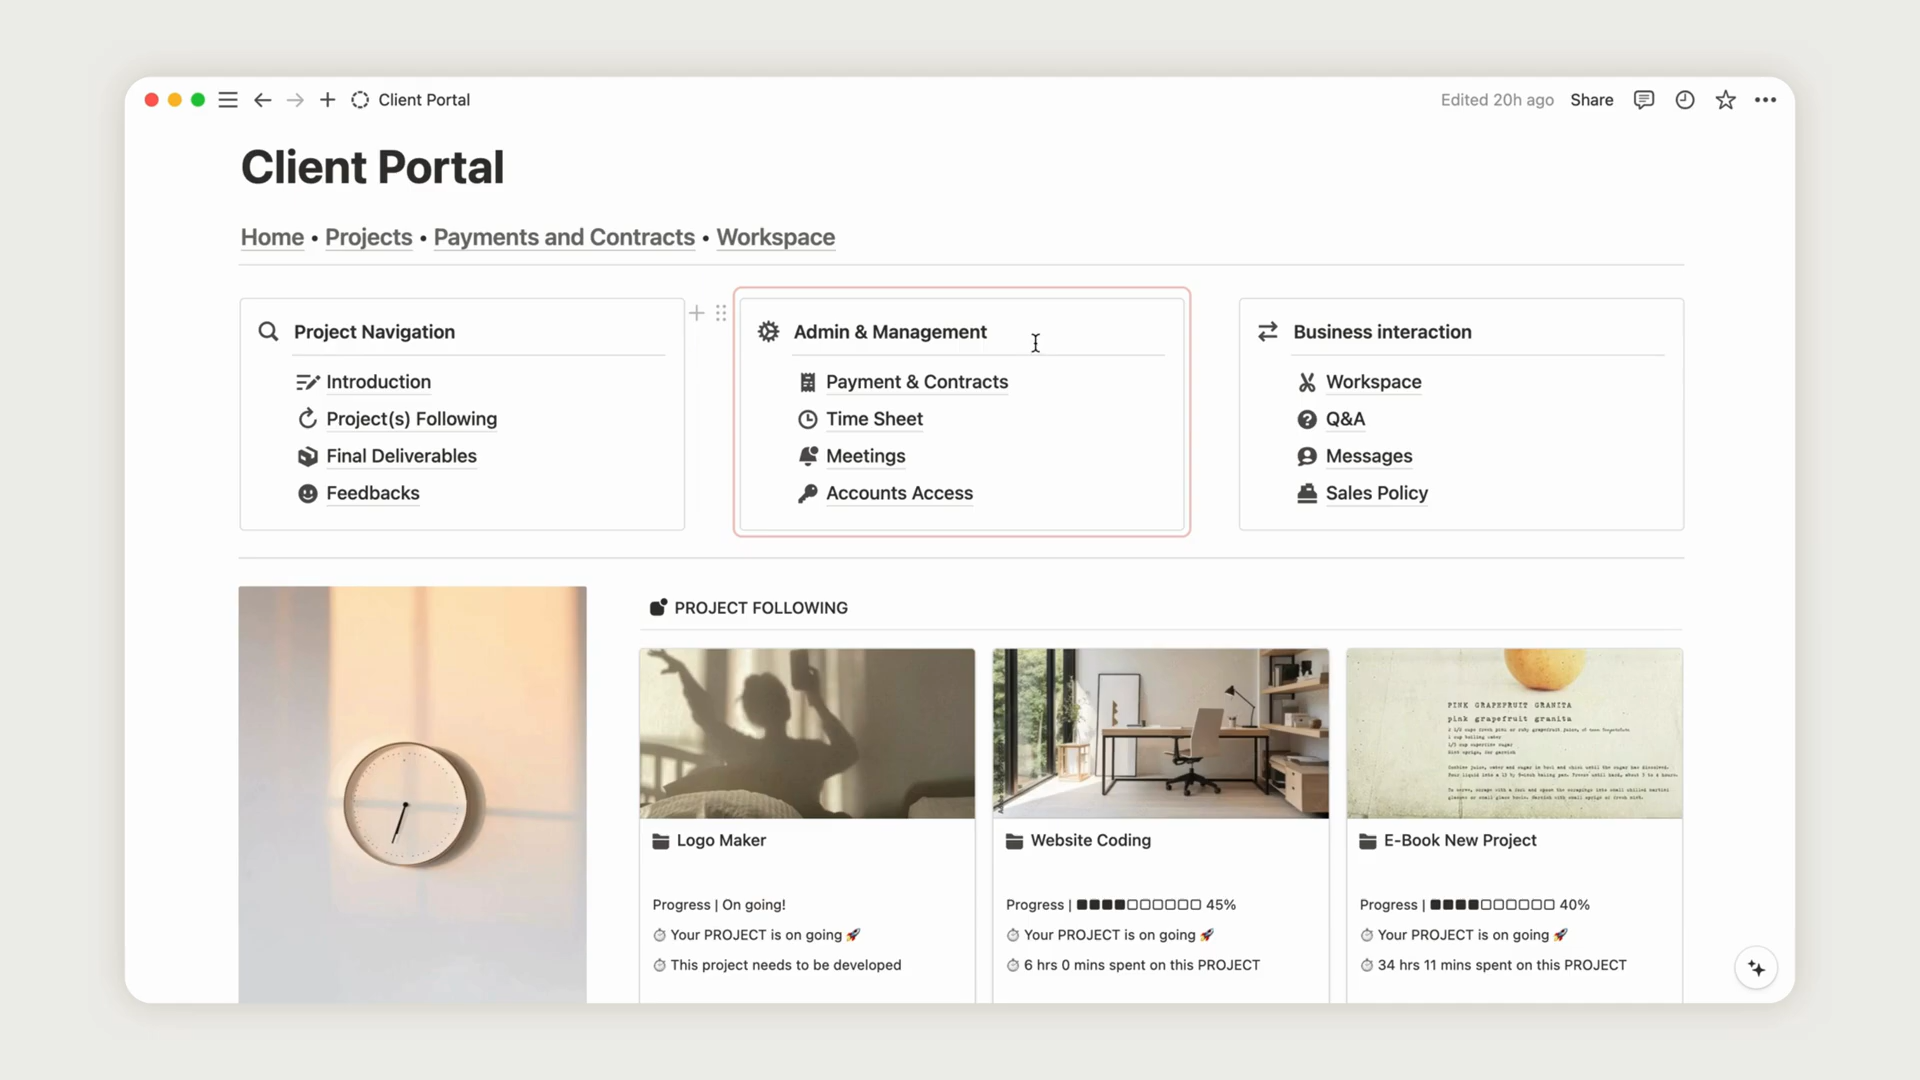 Client Portal
Edited 20h ago
Share
Client Portal
Home • Projects • Payments and Contracts • Workspace
Project Navigation
Introduction
Project(s) Following
Final Deliverables
Feedbacks
Admin & Management
Payment & Contracts
Time Sheet
Meetings
Accounts Access
Business interaction
Workspace
Q&A
Messages
Sales Policy
PROJECT FOLLOWING
Logo Maker
Progress | On going!
Your PROJECT is on going 🚀
This project needs to be developed
Website Coding
Progress | ■■■■□□□□□□ 45%
Your PROJECT is on going 🚀
6 hrs 0 mins spent on this PROJECT
PINK GRAPEFRUIT GRANITA
pink grapefruit granita
E-Book New Project
Progress | ■■■■□□□□□□ 40%
Your PROJECT is on going 🚀
34 hrs 11 mins spent on this PROJECT